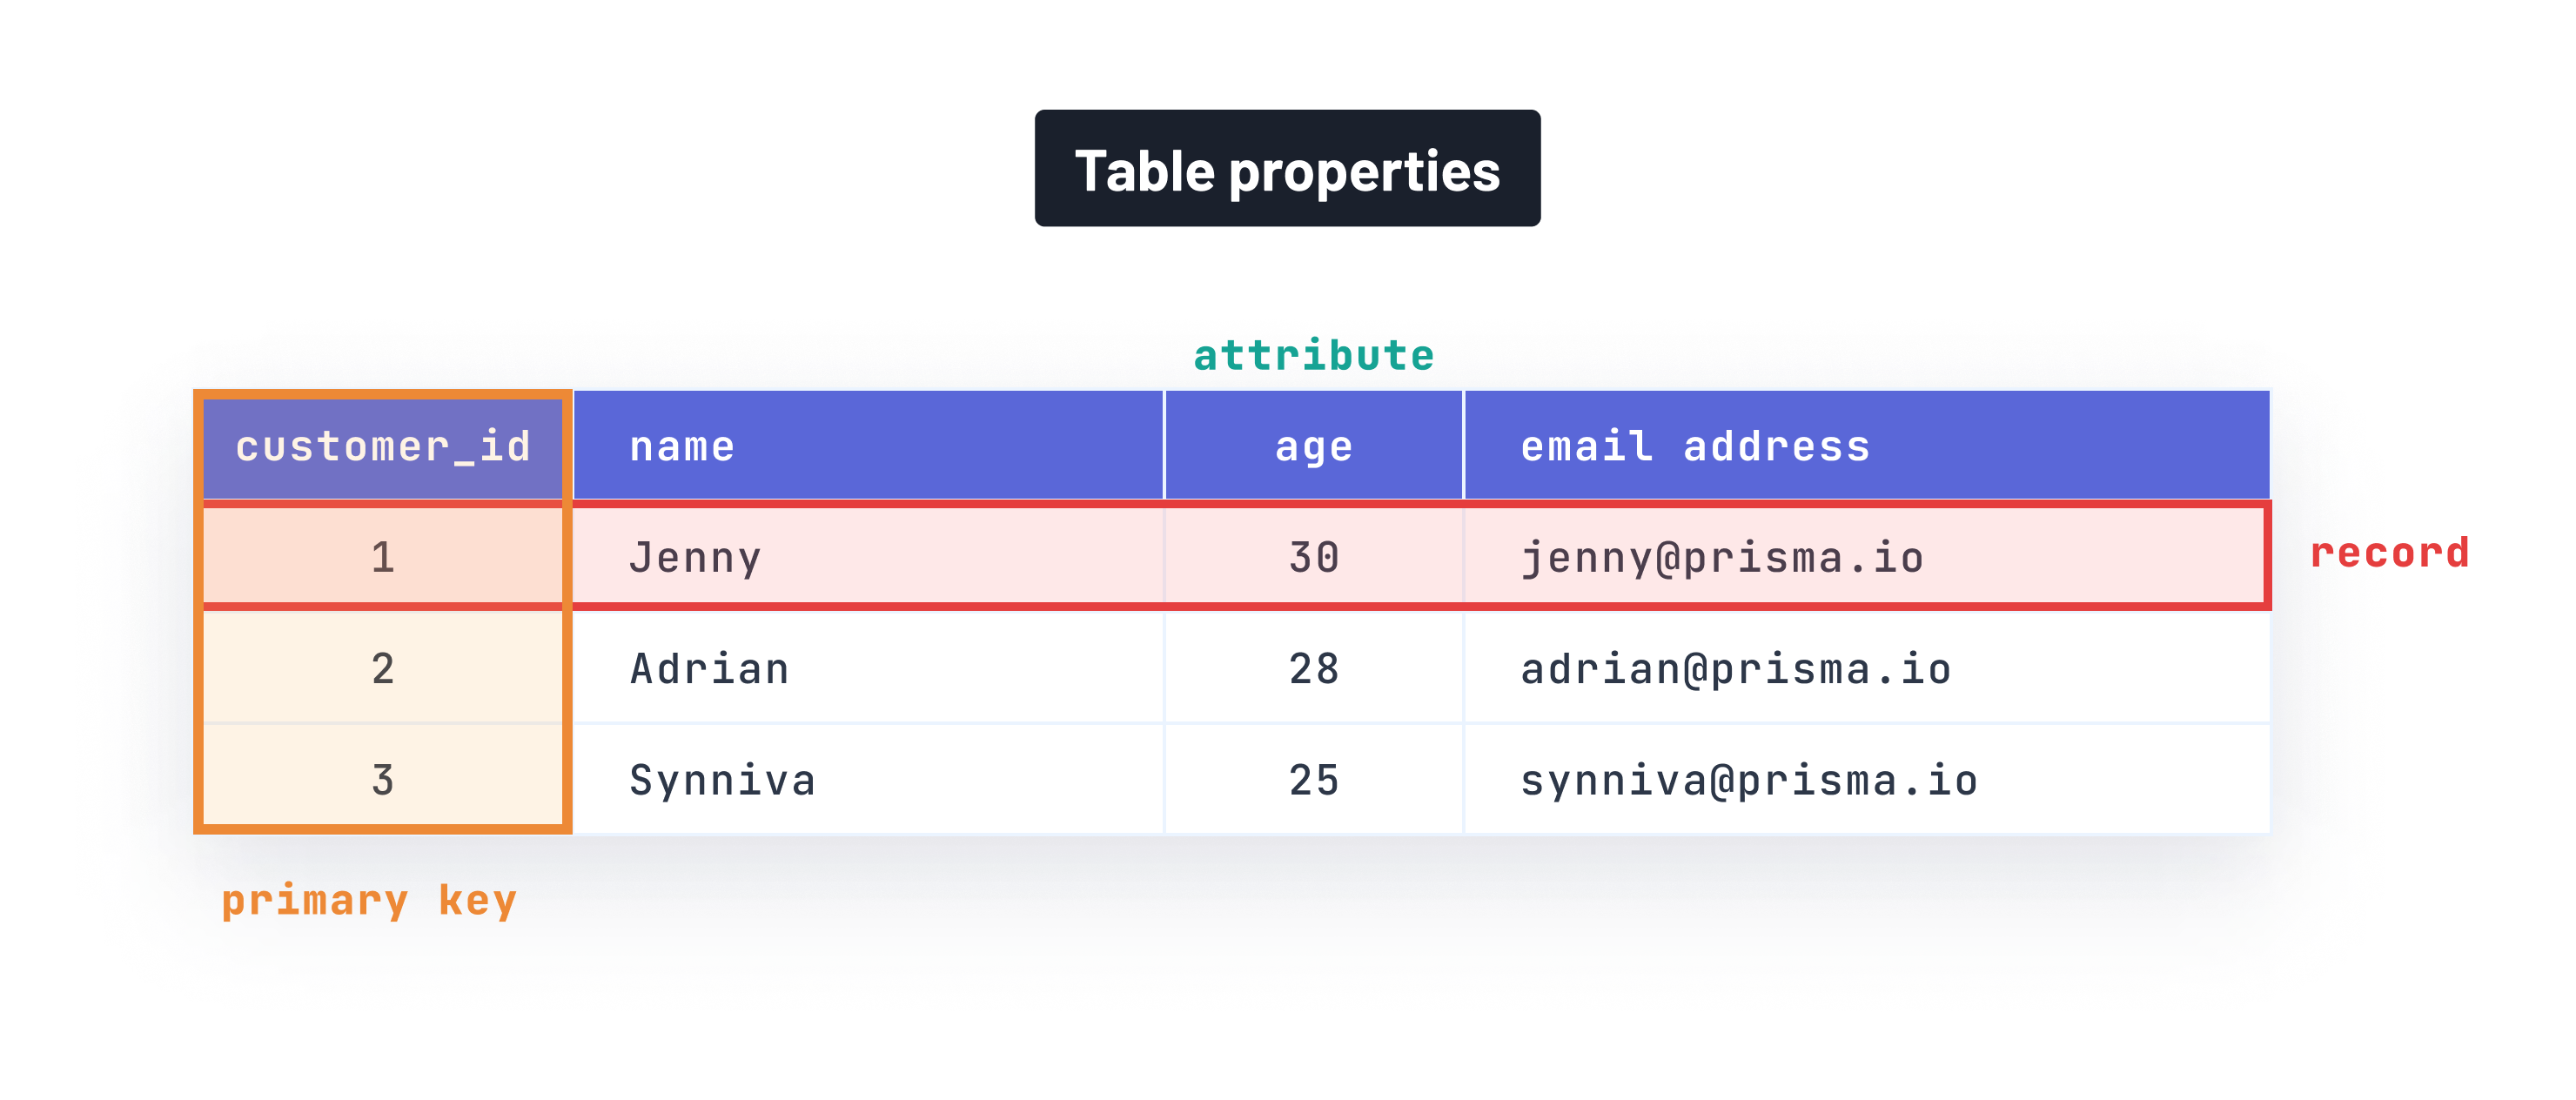 Table properties
attribute
customer_id name age email address
1 Jenny 30 jenny@prisma.io
record
2 Adrian 28 adrian@prisma.io
3 Synniva 25 synniva@prisma.io
primary key